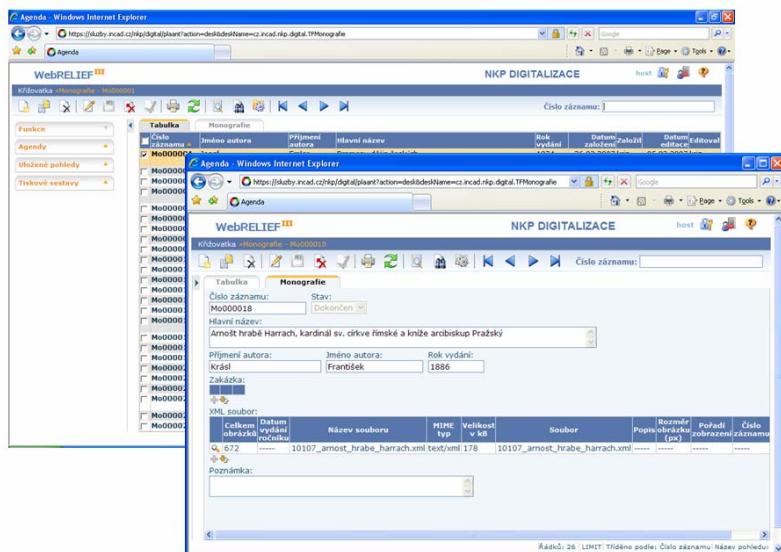 Agenda - Windows Internet Explorer
https://sluzby.incad.cz/nkp/digital/plaant?action=desk&deskName=cz.incad.nkp.digital.TFMonografie
Google
Agenda
Page Tools
WebRELIEF III
NKP DIGITALIZACE
host
Křižovatka »Monografie - Mo000001
Číslo záznamu:
Funkce
Agendy
Uložené pohledy
Tiskové sestavy
Tabulka Monografie
Číslo záznamu Jméno autora Příjmení autora Hlavní název Rok vydání Datum založení Založil Datum editace Editoval
Agenda - Windows Internet Explorer
https://sluzby.incad.cz/nkp/digital/plaant?action=desk&deskName=cz.incad.nkp.digital.TFMonografie
Google
Agenda
Page Tools
WebRELIEF III
NKP DIGITALIZACE
host
Křižovatka »Monografie - Mo000018
Číslo záznamu:
Tabulka Monografie
Číslo záznamu: Stav:
Mo000018 Dokončen
Hlavní název:
Arnošt hrabě Harrach, kardinál sv. církve římské a kníže arcibiskup Pražský
Příjmení autora: Jméno autora: Rok vydání:
Krásl František 1886
Zakázka:
XML soubor:
Celkem obrázků Datum vydání ročníku Název souboru MIME typ Velikost v kB Soubor Popis Rozměr obrázku (px) Pořadí zobrazení Číslo záznamu
672 ----- 10107_arnost_hrabe_harrach.xml text/xml 178 10107_arnost_hrabe_harrach.xml ----- ----- ----- -----
Poznámka:
Řádků: 26 LIMIT Tříděno podle: Číslo záznamu Název pohledu: